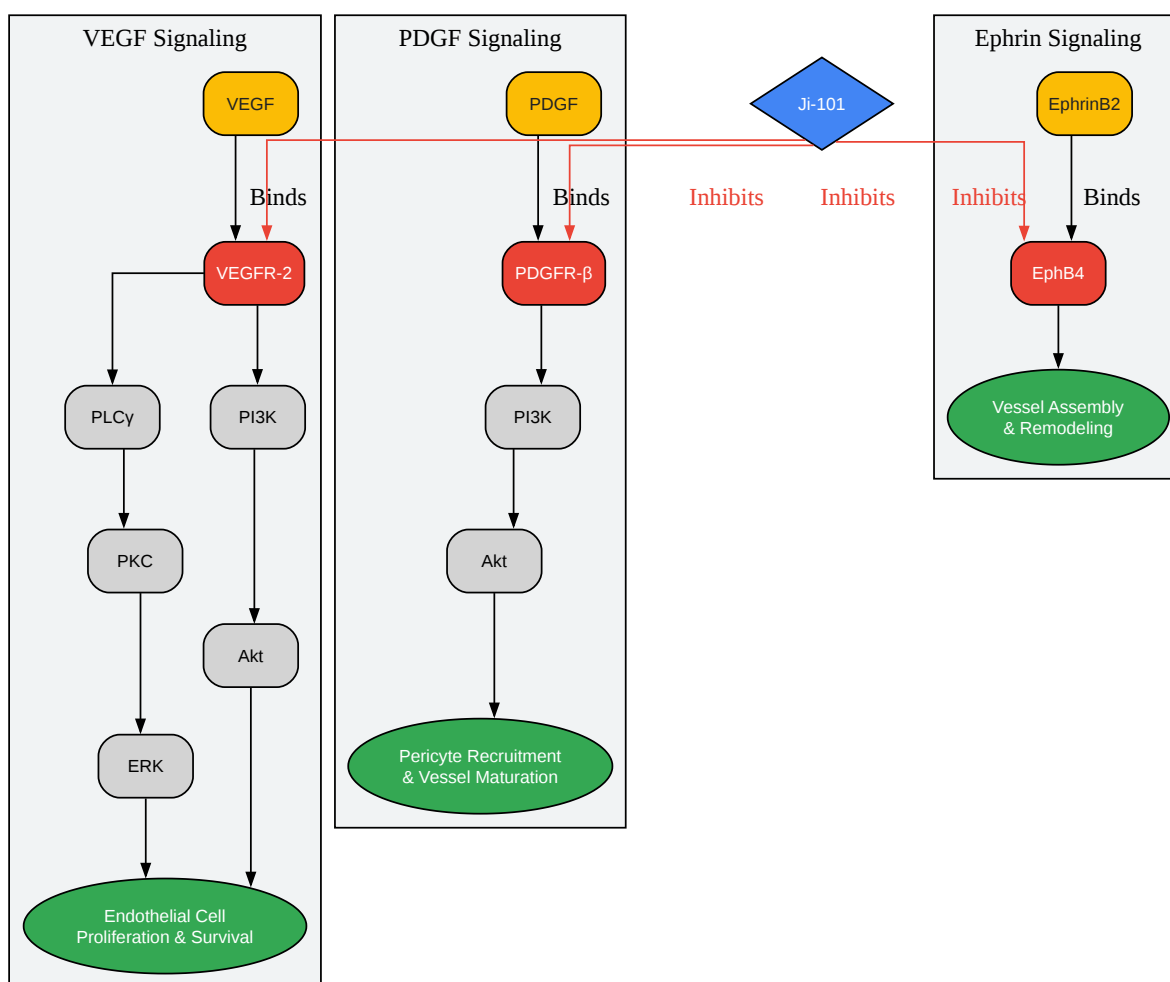 VEGF Signaling
PDGF Signaling
Ephrin Signaling
VEGF
PDGF
Ji-101
EphrinB2
Binds
Binds
Inhibits
Inhibits
Inhibits
Binds
VEGFR-2
PDGFR-β
EphB4
PLCγ
PI3K
PI3K
Vessel Assembly
& Remodeling
PKC
Akt
Akt
Pericyte Recruitment
& Vessel Maturation
ERK
Endothelial Cell
Proliferation & Survival